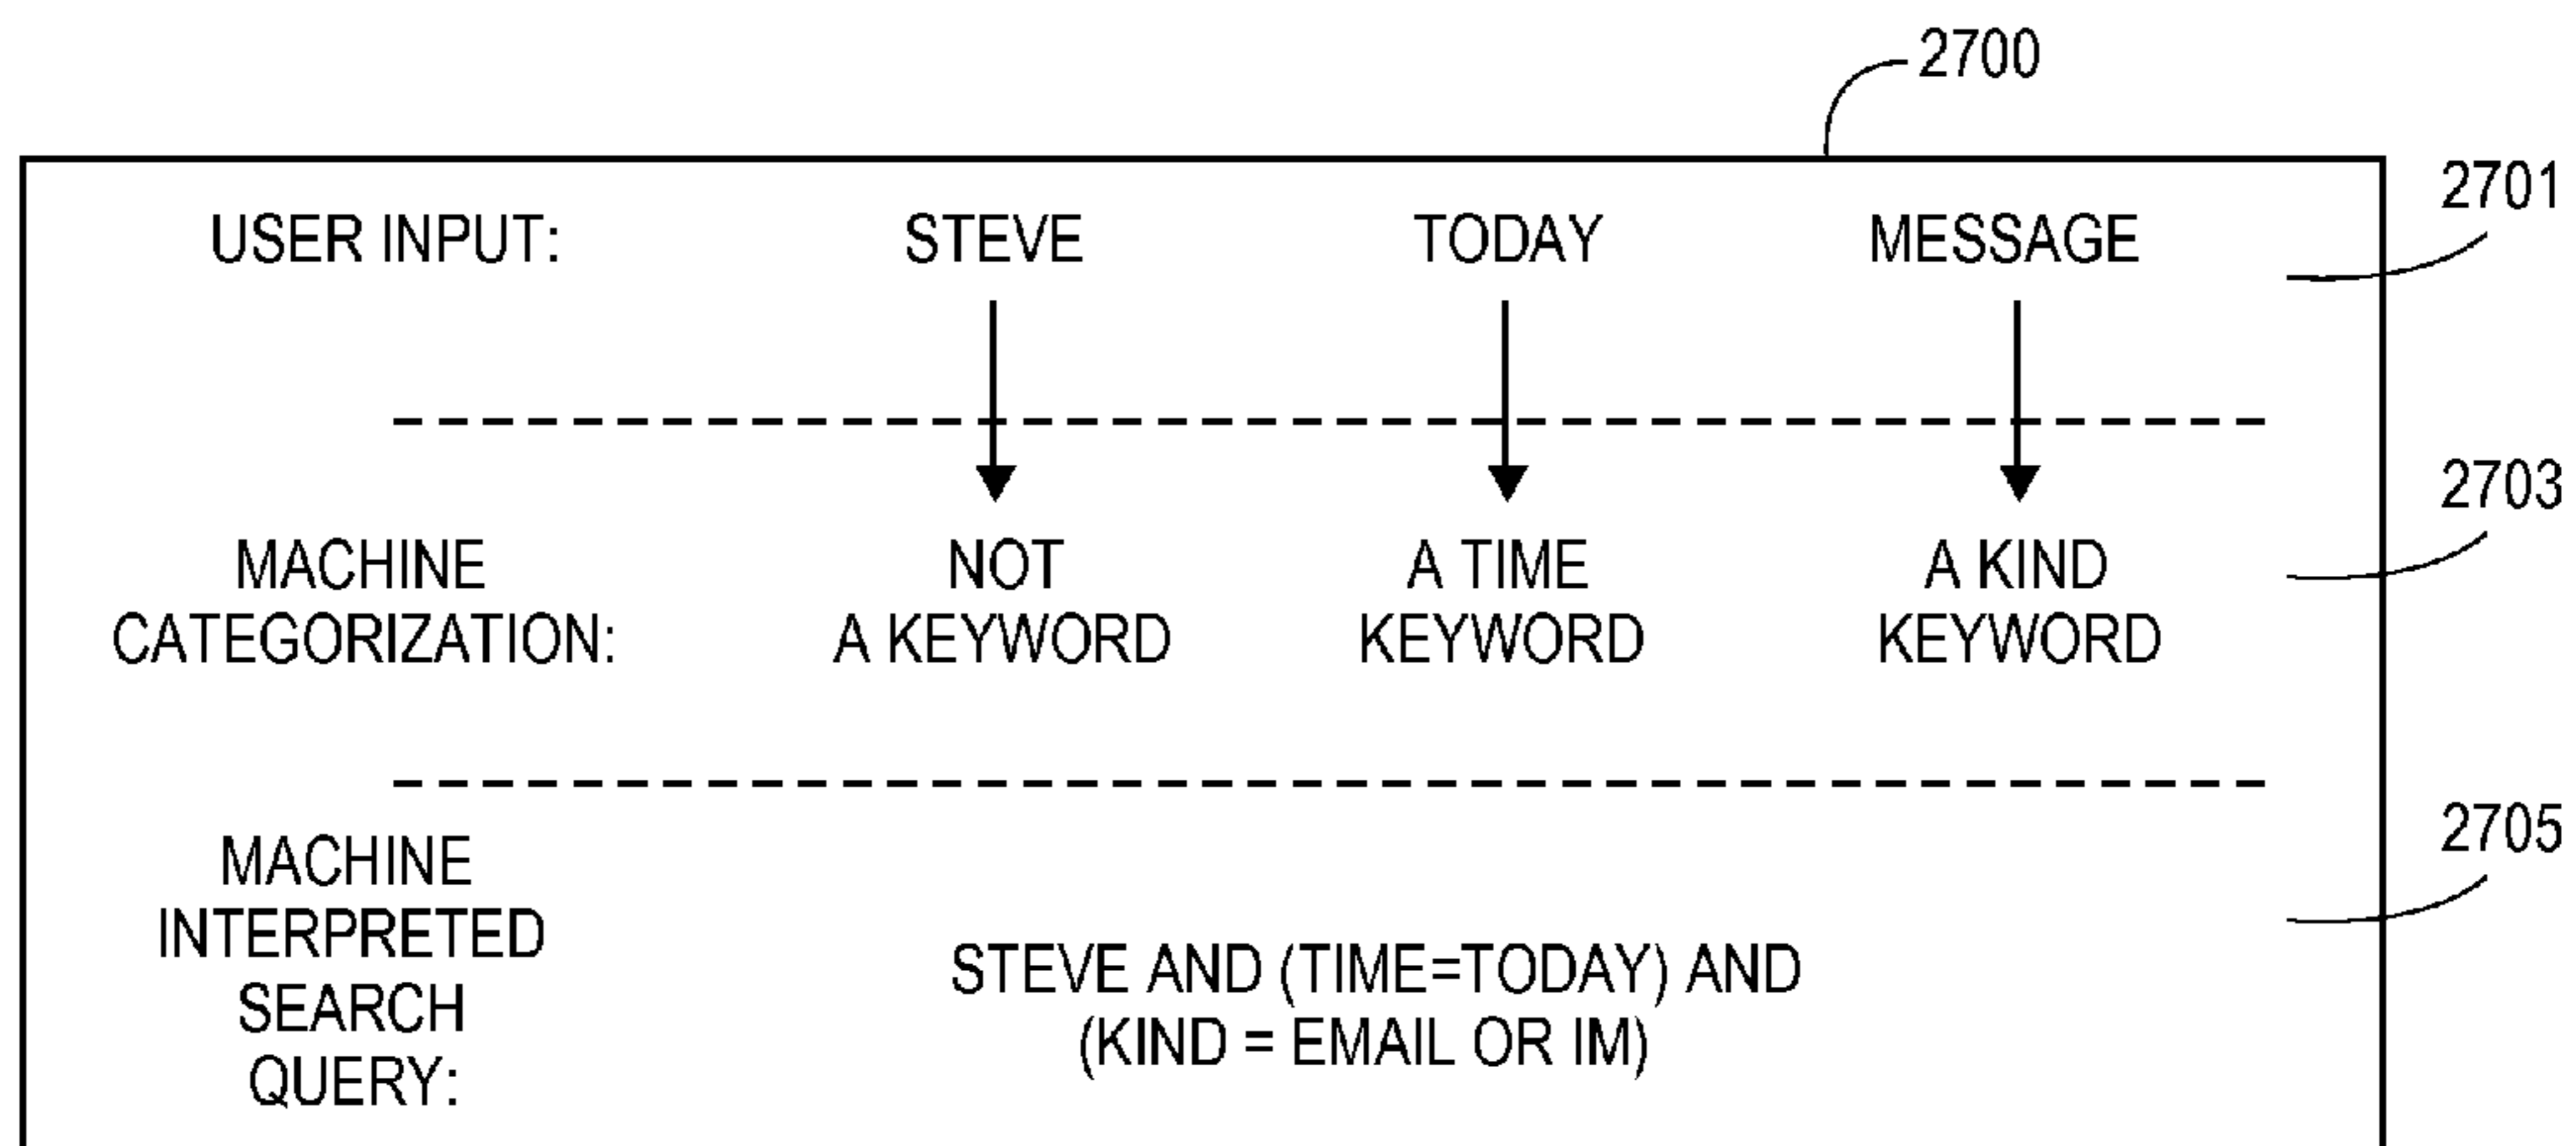 2700
2701
USER INPUT: STEVE TODAY MESSAGE
2703
MACHINE CATEGORIZATION: NOT A KEYWORD A TIME KEYWORD A KIND KEYWORD
2705
MACHINE
INTERPRETED
SEARCH
QUERY:
STEVE AND (TIME=TODAY) AND
(KIND = EMAIL OR IM)